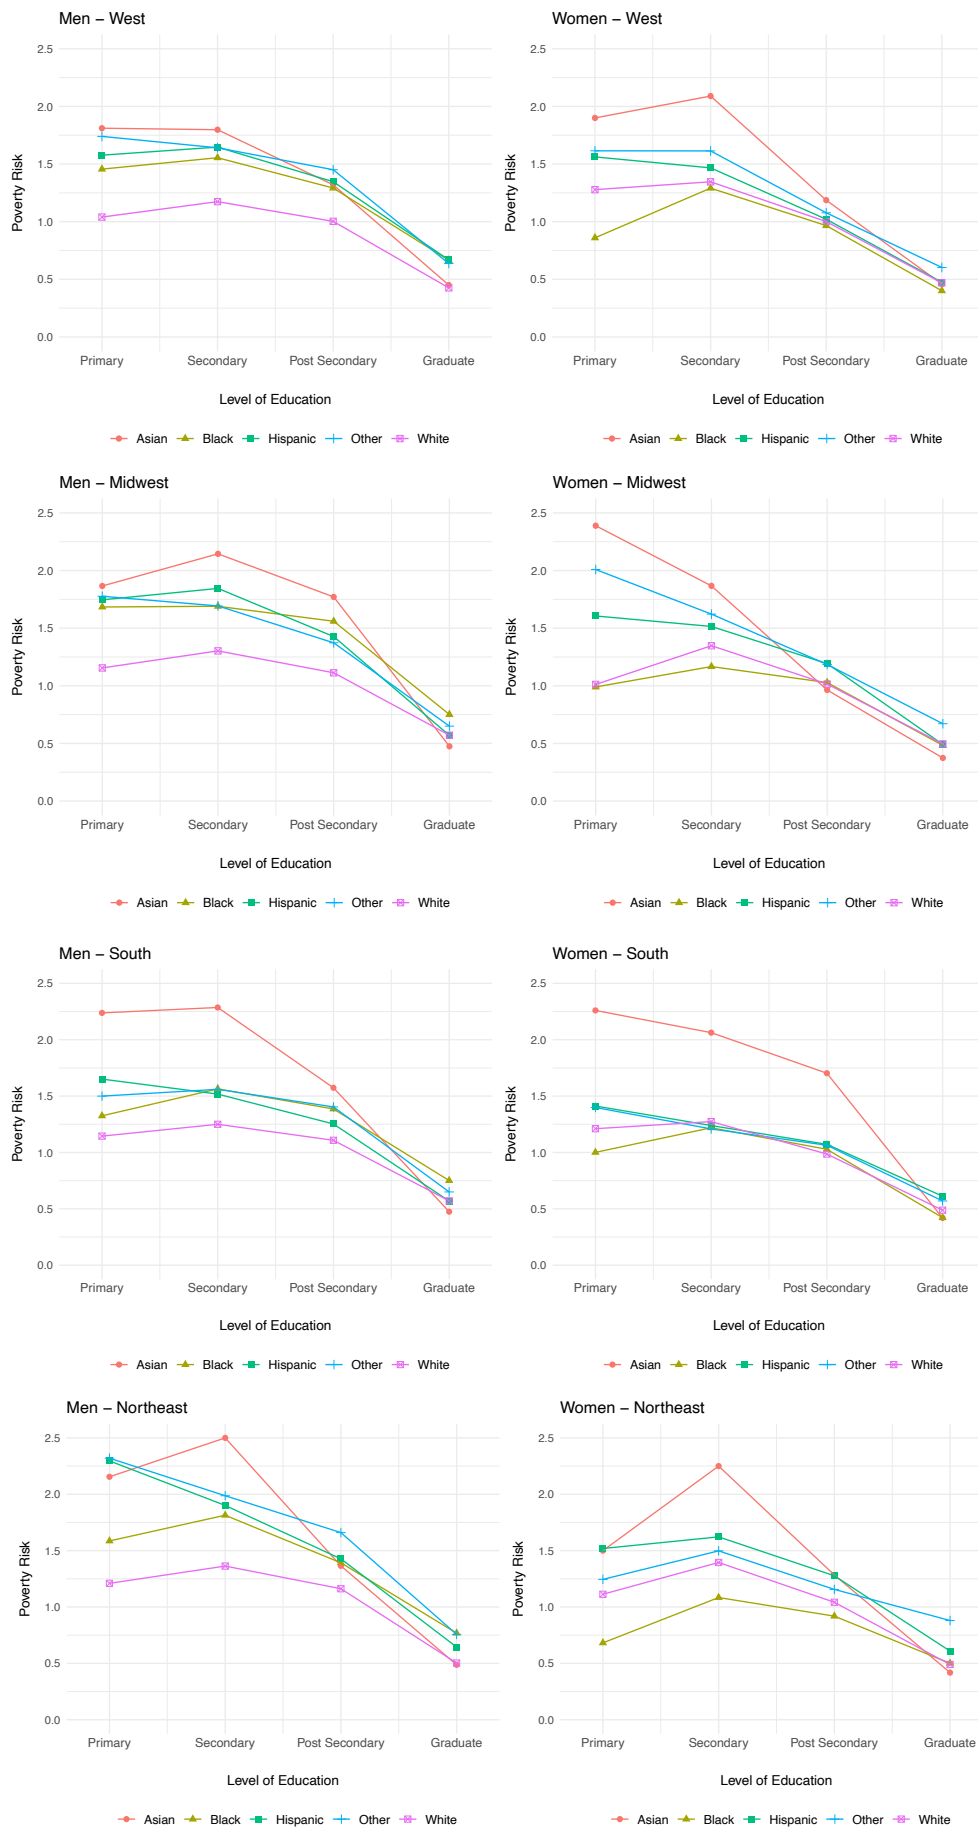 Men – West
2.5
2.0
1.5
1.0
0.5
0.0
Poverty Risk
Primary Secondary Post Secondary Graduate
Level of Education
Asian Black Hispanic Other White
Women – West
2.5
2.0
1.5
1.0
0.5
0.0
Poverty Risk
Primary Secondary Post Secondary Graduate
Level of Education
Asian Black Hispanic Other White
Men – Midwest
2.5
2.0
1.5
1.0
0.5
0.0
Poverty Risk
Primary Secondary Post Secondary Graduate
Level of Education
Asian Black Hispanic Other White
Women – Midwest
2.5
2.0
1.5
1.0
0.5
0.0
Poverty Risk
Primary Secondary Post Secondary Graduate
Level of Education
Asian Black Hispanic Other White
Men – South
2.5
2.0
1.5
1.0
0.5
0.0
Poverty Risk
Primary Secondary Post Secondary Graduate
Level of Education
Asian Black Hispanic Other White
Women – South
2.5
2.0
1.5
1.0
0.5
0.0
Poverty Risk
Primary Secondary Post Secondary Graduate
Level of Education
Asian Black Hispanic Other White
Men – Northeast
2.5
2.0
1.5
1.0
0.5
0.0
Poverty Risk
Primary Secondary Post Secondary Graduate
Level of Education
Asian Black Hispanic Other White
Women – Northeast
2.5
2.0
1.5
1.0
0.5
0.0
Poverty Risk
Primary Secondary Post Secondary Graduate
Level of Education
Asian Black Hispanic Other White